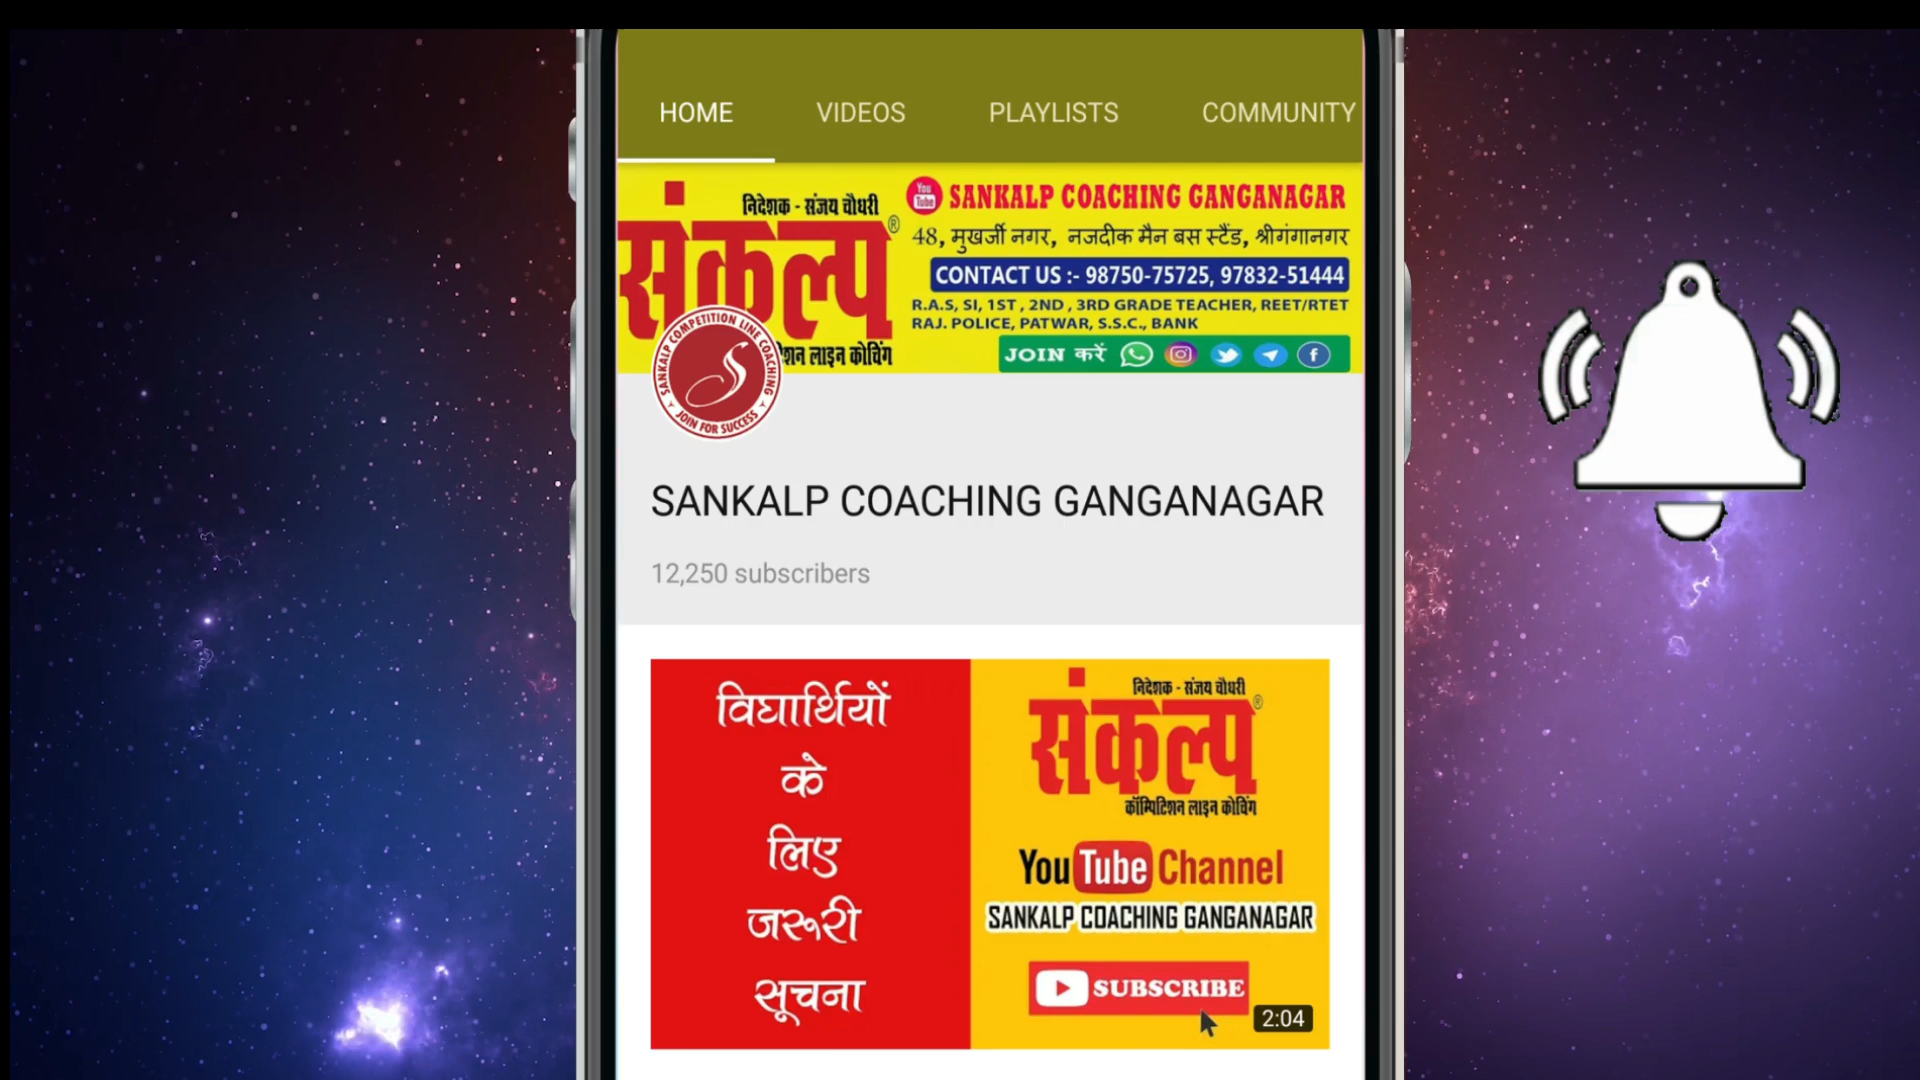 HOME VIDEOS PLAYLISTS COMMUNITY
निदेशक - संजय चौधरी
संकल्प®
शन लाइन कोचिंग
You Tube SANKALP COACHING GANGANAGAR
48, मुखर्जी नगर, नजदीक मैन बस स्टैंड, श्रीगंगानगर
CONTACT US :- 98750-75725, 97832-51444
R.A.S, SI, 1ST , 2ND , 3RD GRADE TEACHER, REET/RTET
RAJ. POLICE, PATWAR, S.S.C., BANK
JOIN करें
SANKALP COMPETITION LINE COACHING
JOIN FOR SUCCESS
SANKALP COACHING GANGANAGAR
12,250 subscribers
विद्यार्थियों
के
लिए
जरूरी
सूचना
निदेशक - संजय चौधरी
संकल्प®
कॉम्पिटिशन लाइन कोचिंग
YouTube Channel
SANKALP COACHING GANGANAGAR
SUBSCRIBE
2:04